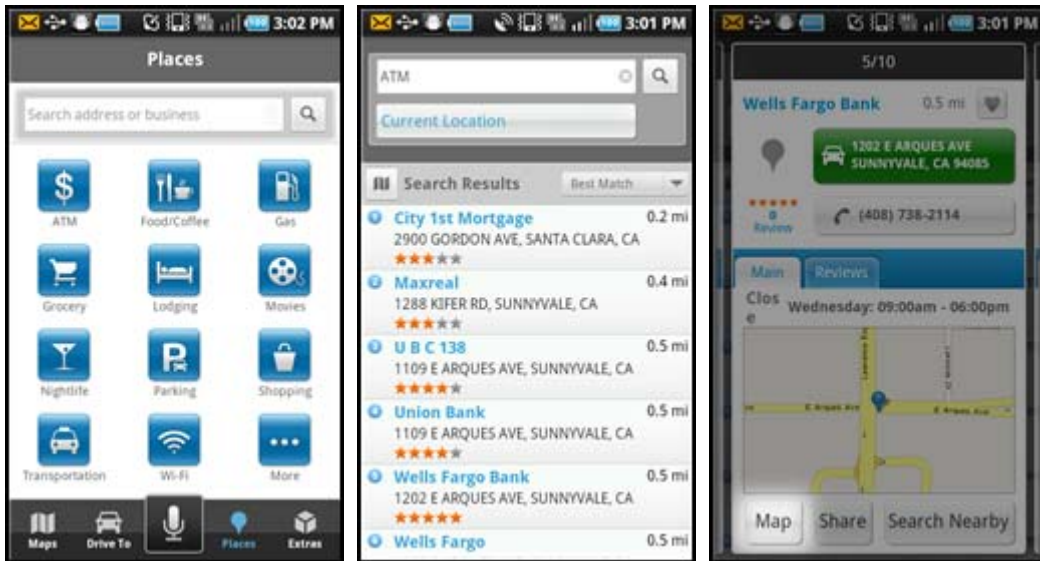 3:02 PM
Places
Search address or business
ATM
Food/Coffee
Gas
Grocery
Lodging
Movies
Nightlife
Parking
Shopping
Transportation
Wi-Fi
More
Maps
Drive To
Places
Extras
3:01 PM
ATM
Current Location
Search Results
Best Match
City 1st Mortgage
0.2 mi
2900 GORDON AVE, SANTA CLARA, CA
Maxreal
0.4 mi
1288 KIFER RD, SUNNYVALE, CA
U B C 138
0.5 mi
1109 E ARQUES AVE, SUNNYVALE, CA
Union Bank
0.5 mi
1109 E ARQUES AVE, SUNNYVALE, CA
Wells Fargo Bank
0.5 mi
1202 E ARQUES AVE, SUNNYVALE, CA
Wells Fargo
0.5 mi
3:01 PM
5/10
Wells Fargo Bank
0.5 mi
1202 E ARQUES AVE
SUNNYVALE, CA 94085
0
Review
(408) 738-2114
Main
Reviews
Clos
e
Wednesday: 09:00am - 06:00pm
E Arques Ave
E Arques Ave
Map
Share
Search Nearby